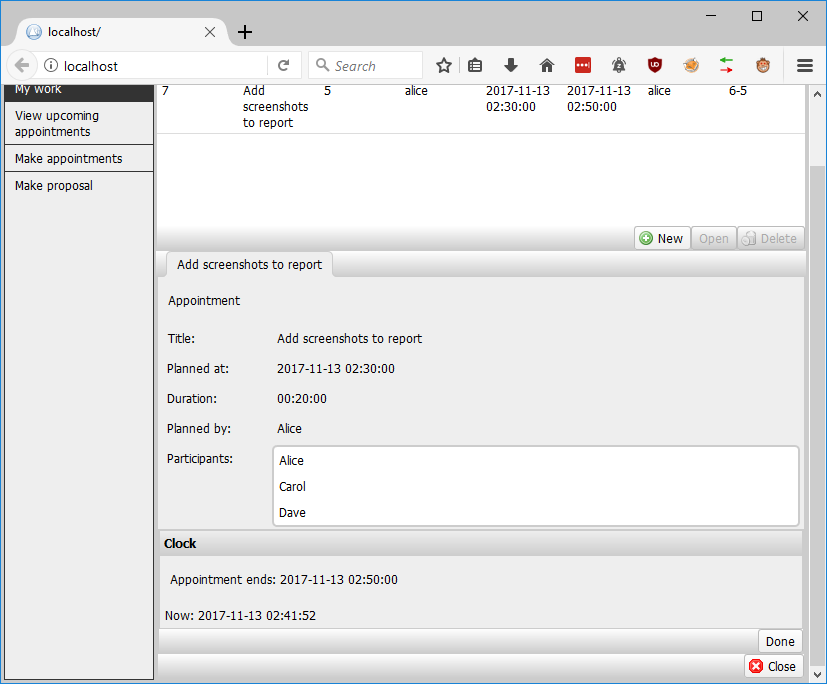 localhost/
localhost
Search
My work
View upcoming
appointments
Make appointments
Make proposal
7 Add 5 alice 2017-11-13 2017-11-13 alice 6-5
screenshots 02:30:00 02:50:00
to report
New Open Delete
Add screenshots to report
Appointment
Title: Add screenshots to report
Planned at: 2017-11-13 02:30:00
Duration: 00:20:00
Planned by: Alice
Participants: Alice
Carol
Dave
Clock
Appointment ends: 2017-11-13 02:50:00
Now: 2017-11-13 02:41:52
Done
Close